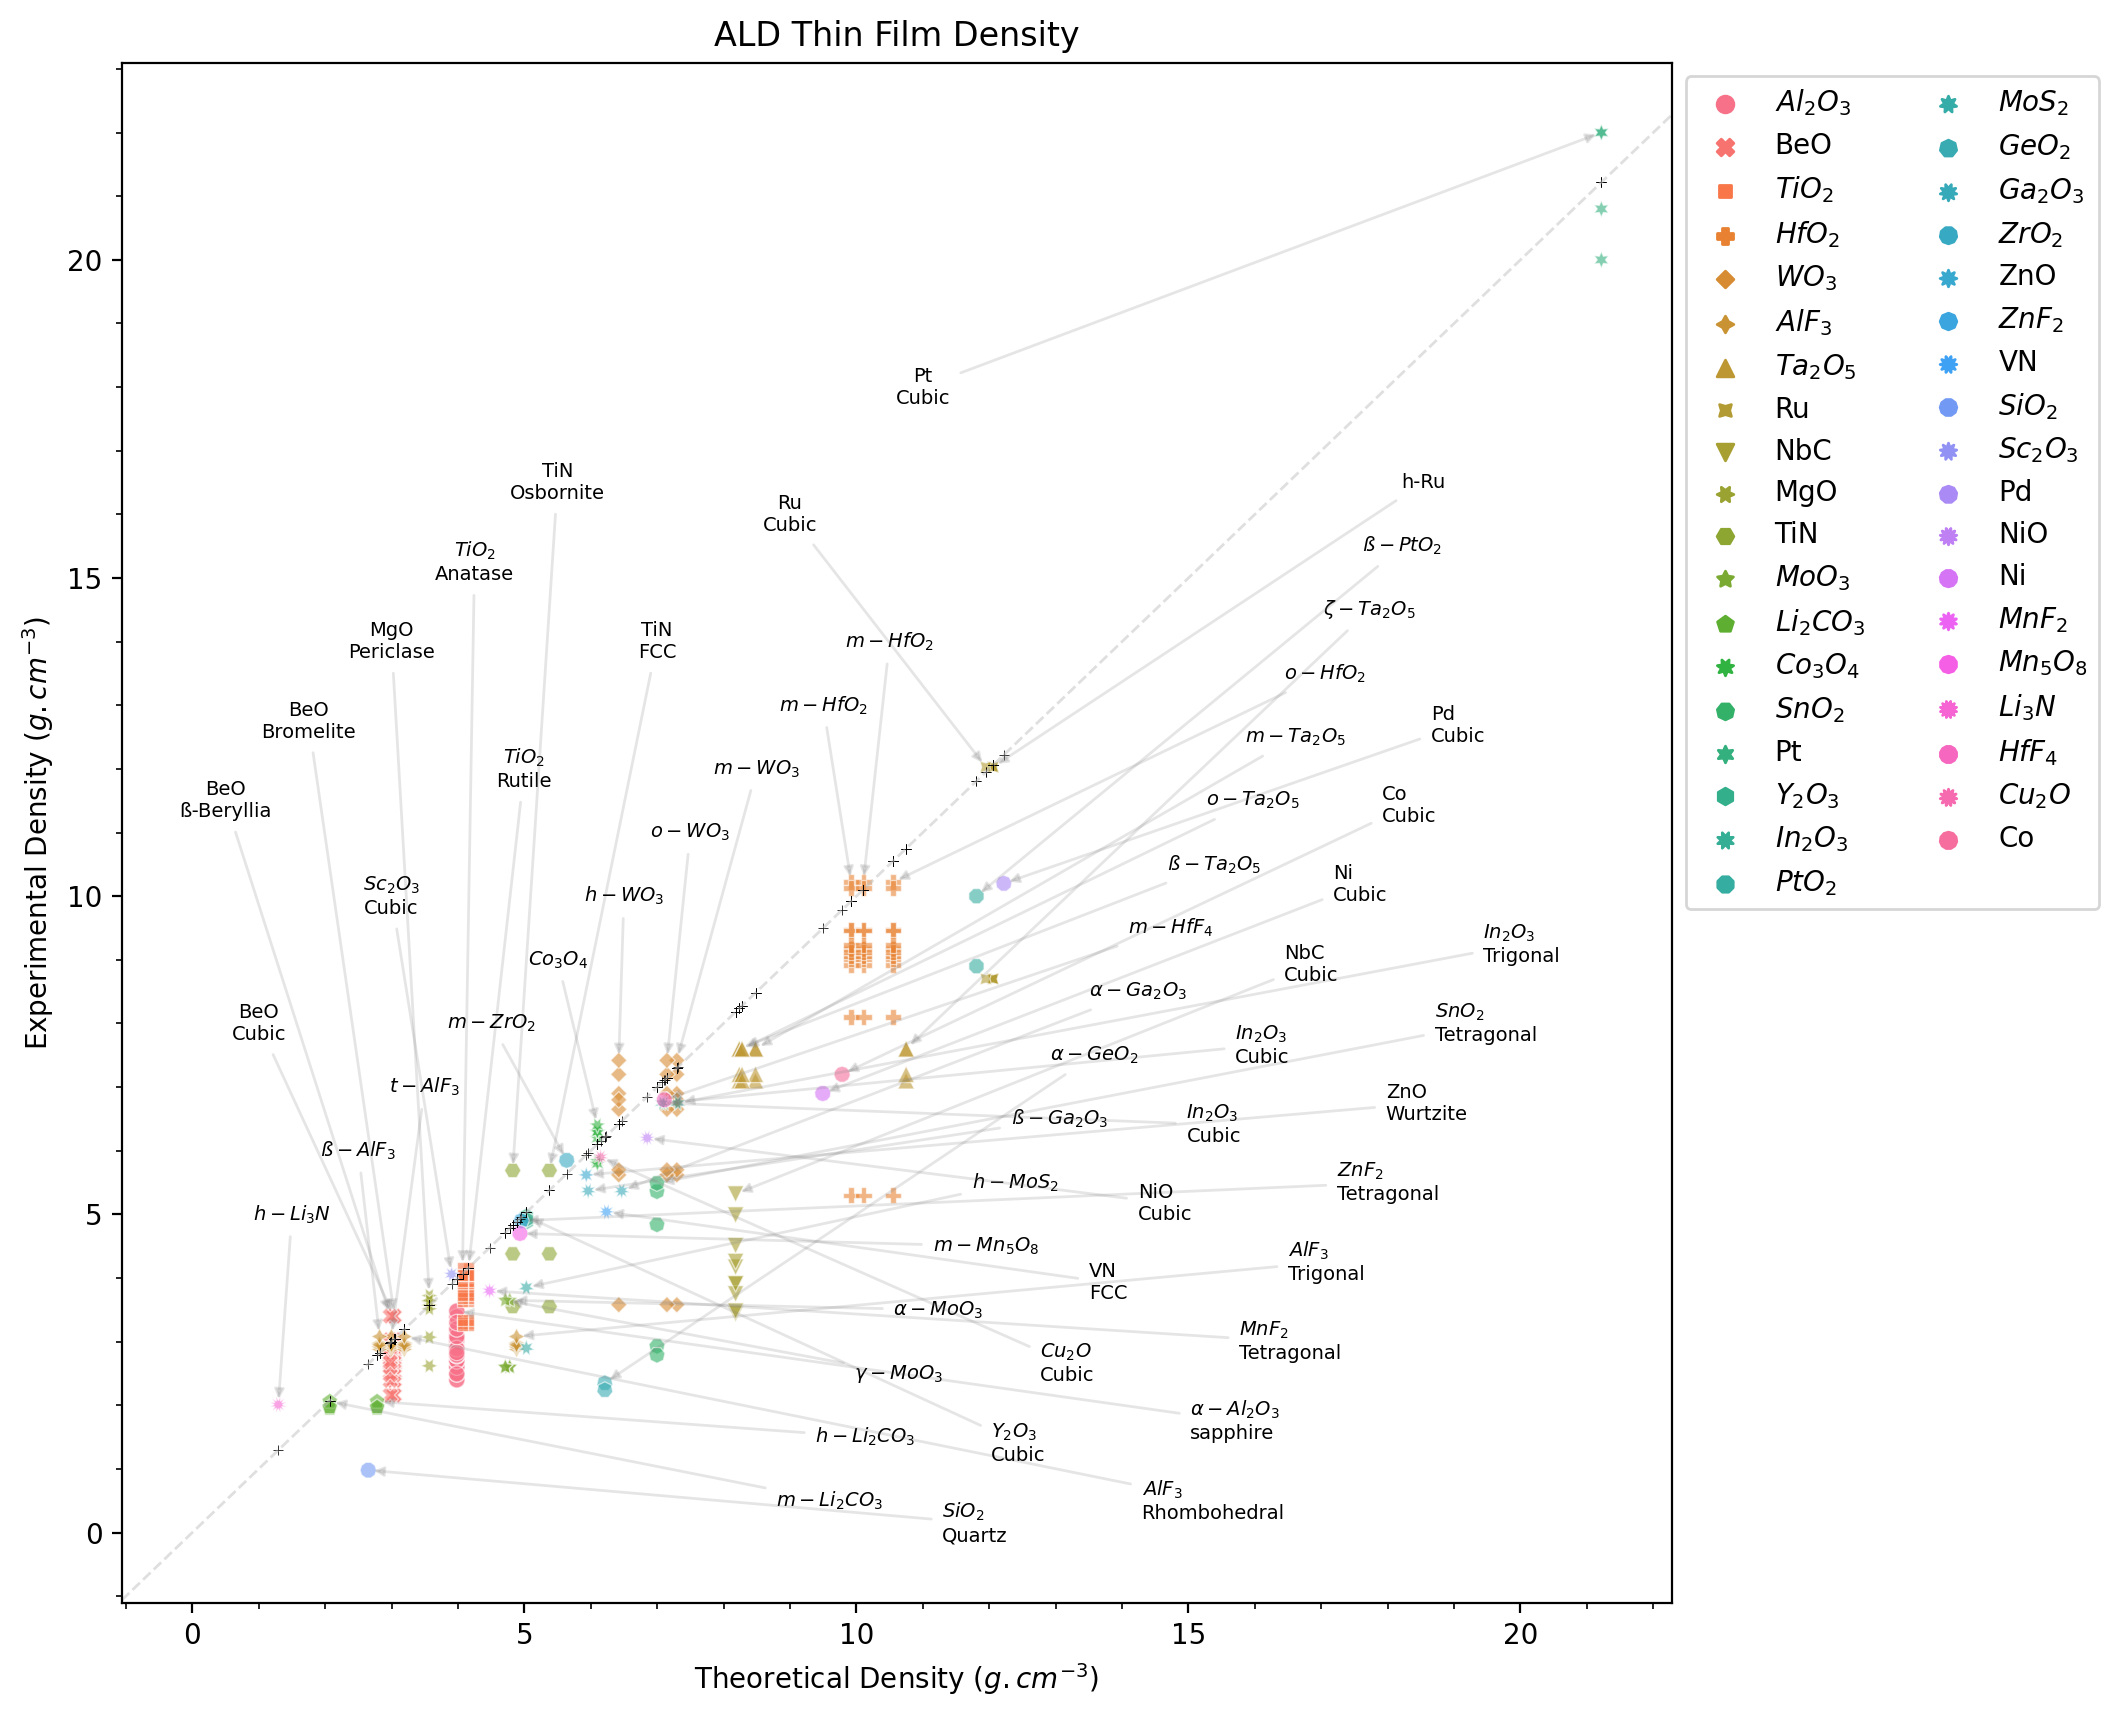 ALD Thin Film Density
Experimental Density (g.cm⁻³)
20
15
10
5
0
0
5
10
15
20
Theoretical Density (g.cm⁻³)
Pt
Cubic
TiN
Osbornite
Ru
Cubic
h-Ru
TiO₂
Anatase
ß − PtO₂
MgO
Periclase
TiN
FCC
ζ − Ta₂O₅
m − HfO₂
o − HfO₂
BeO
Bromelite
m − HfO₂
Pd
Cubic
TiO₂
Rutile
m − WO₃
m − Ta₂O₅
BeO
ß-Beryllia
o − WO₃
o − Ta₂O₅
Co
Cubic
Sc₂O₃
Cubic
h − WO₃
ß − Ta₂O₅
Ni
Cubic
Co₃O₄
m − HfF₄
NbC
Cubic
In₂O₃
Trigonal
BeO
Cubic
m − ZrO₂
α − Ga₂O₃
SnO₂
Tetragonal
t − AlF₃
α − GeO₂
In₂O₃
Cubic
ß − AlF₃
ß − Ga₂O₃
In₂O₃
Cubic
ZnO
Wurtzite
h − Li₃N
h − MoS₂
NiO
Cubic
ZnF₂
Tetragonal
m − Mn₅O₈
VN
FCC
AlF₃
Trigonal
α − MoO₃
Cu₂O
Cubic
MnF₂
Tetragonal
γ − MoO₃
α − Al₂O₃
sapphire
h − Li₂CO₃
Y₂O₃
Cubic
m − Li₂CO₃
SiO₂
Quartz
AlF₃
Rhombohedral
Al₂O₃
BeO
TiO₂
HfO₂
WO₃
AlF₃
Ta₂O₅
Ru
NbC
MgO
TiN
MoO₃
Li₂CO₃
Co₃O₄
SnO₂
Pt
Y₂O₃
In₂O₃
PtO₂
MoS₂
GeO₂
Ga₂O₃
ZrO₂
ZnO
ZnF₂
VN
SiO₂
Sc₂O₃
Pd
NiO
Ni
MnF₂
Mn₅O₈
Li₃N
HfF₄
Cu₂O
Co